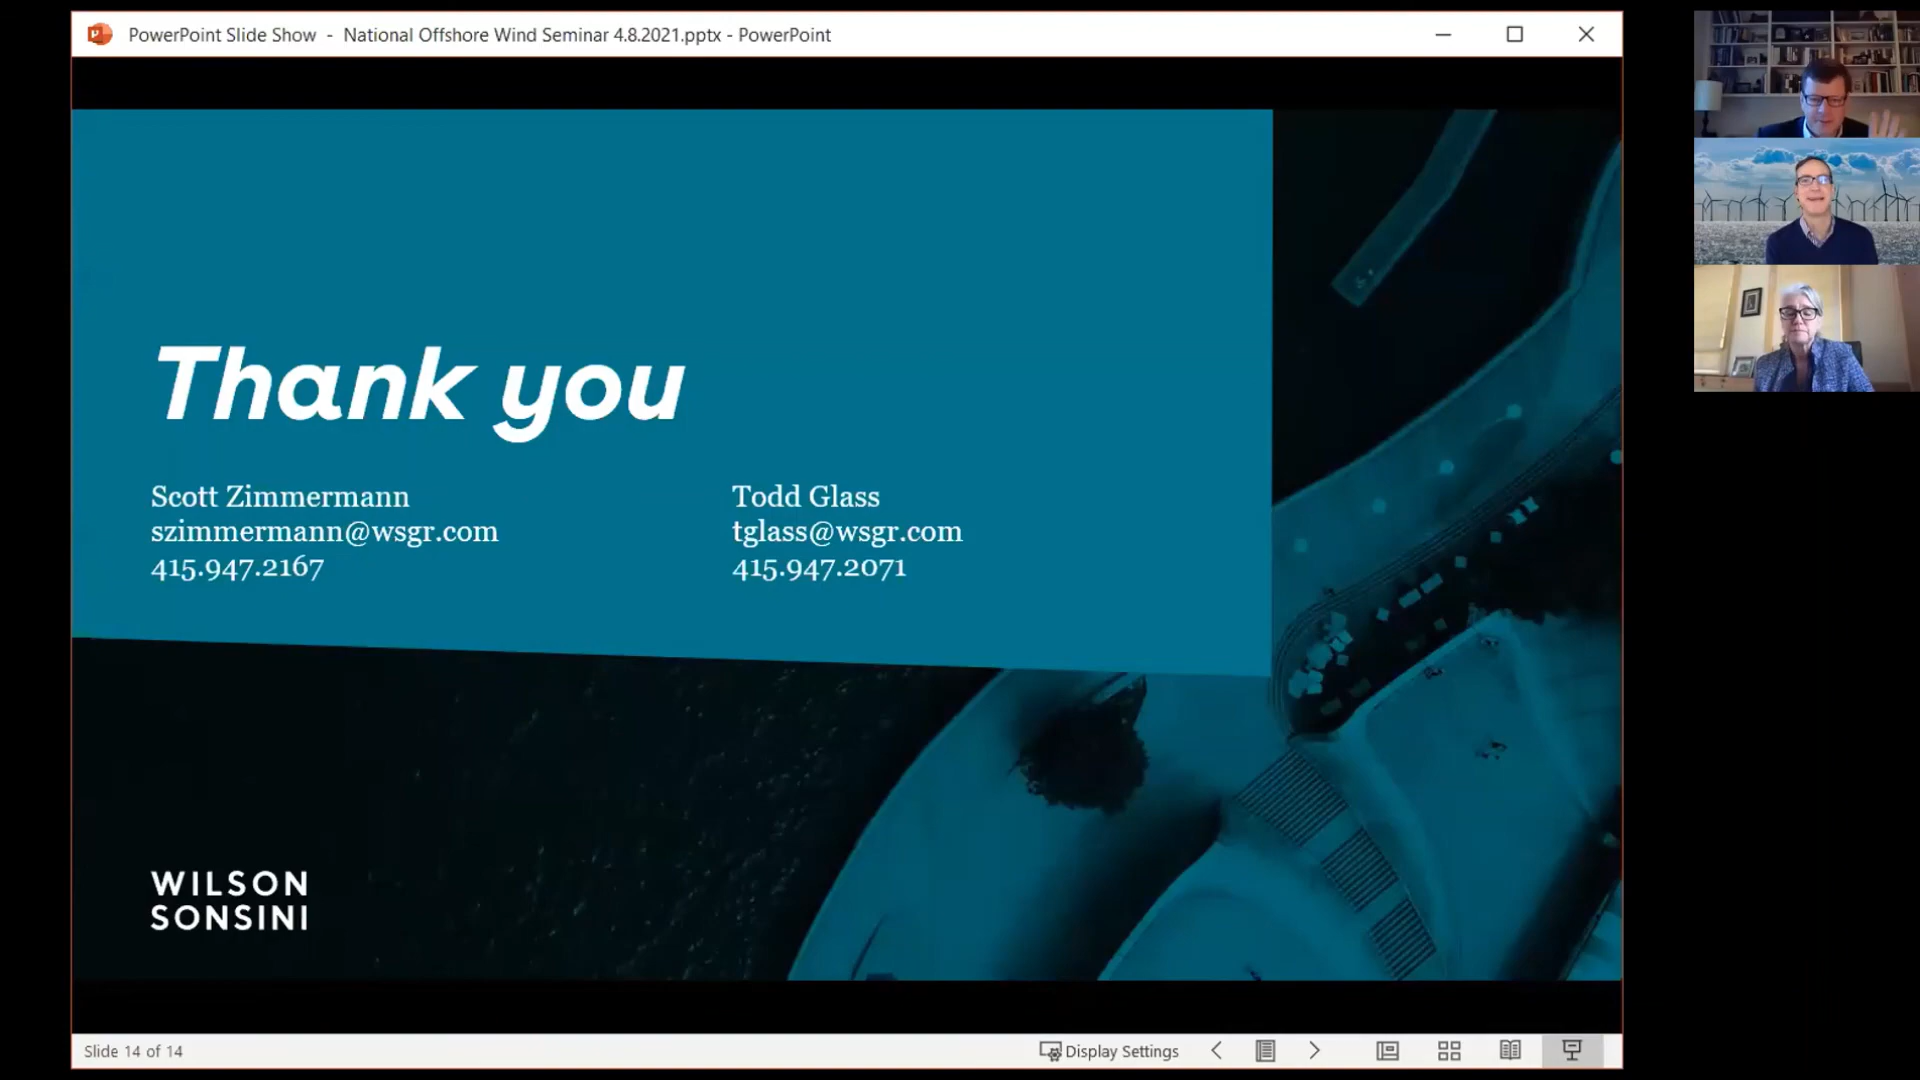 PowerPoint Slide Show - National Offshore Wind Seminar 4.8.2021.pptx - PowerPoint
Thank you
Scott Zimmermann
szimmermann@wsgr.com
415.947.2167
Todd Glass
tglass@wsgr.com
415.947.2071
WILSON
SONSINI
Slide 14 of 14
Display Settings